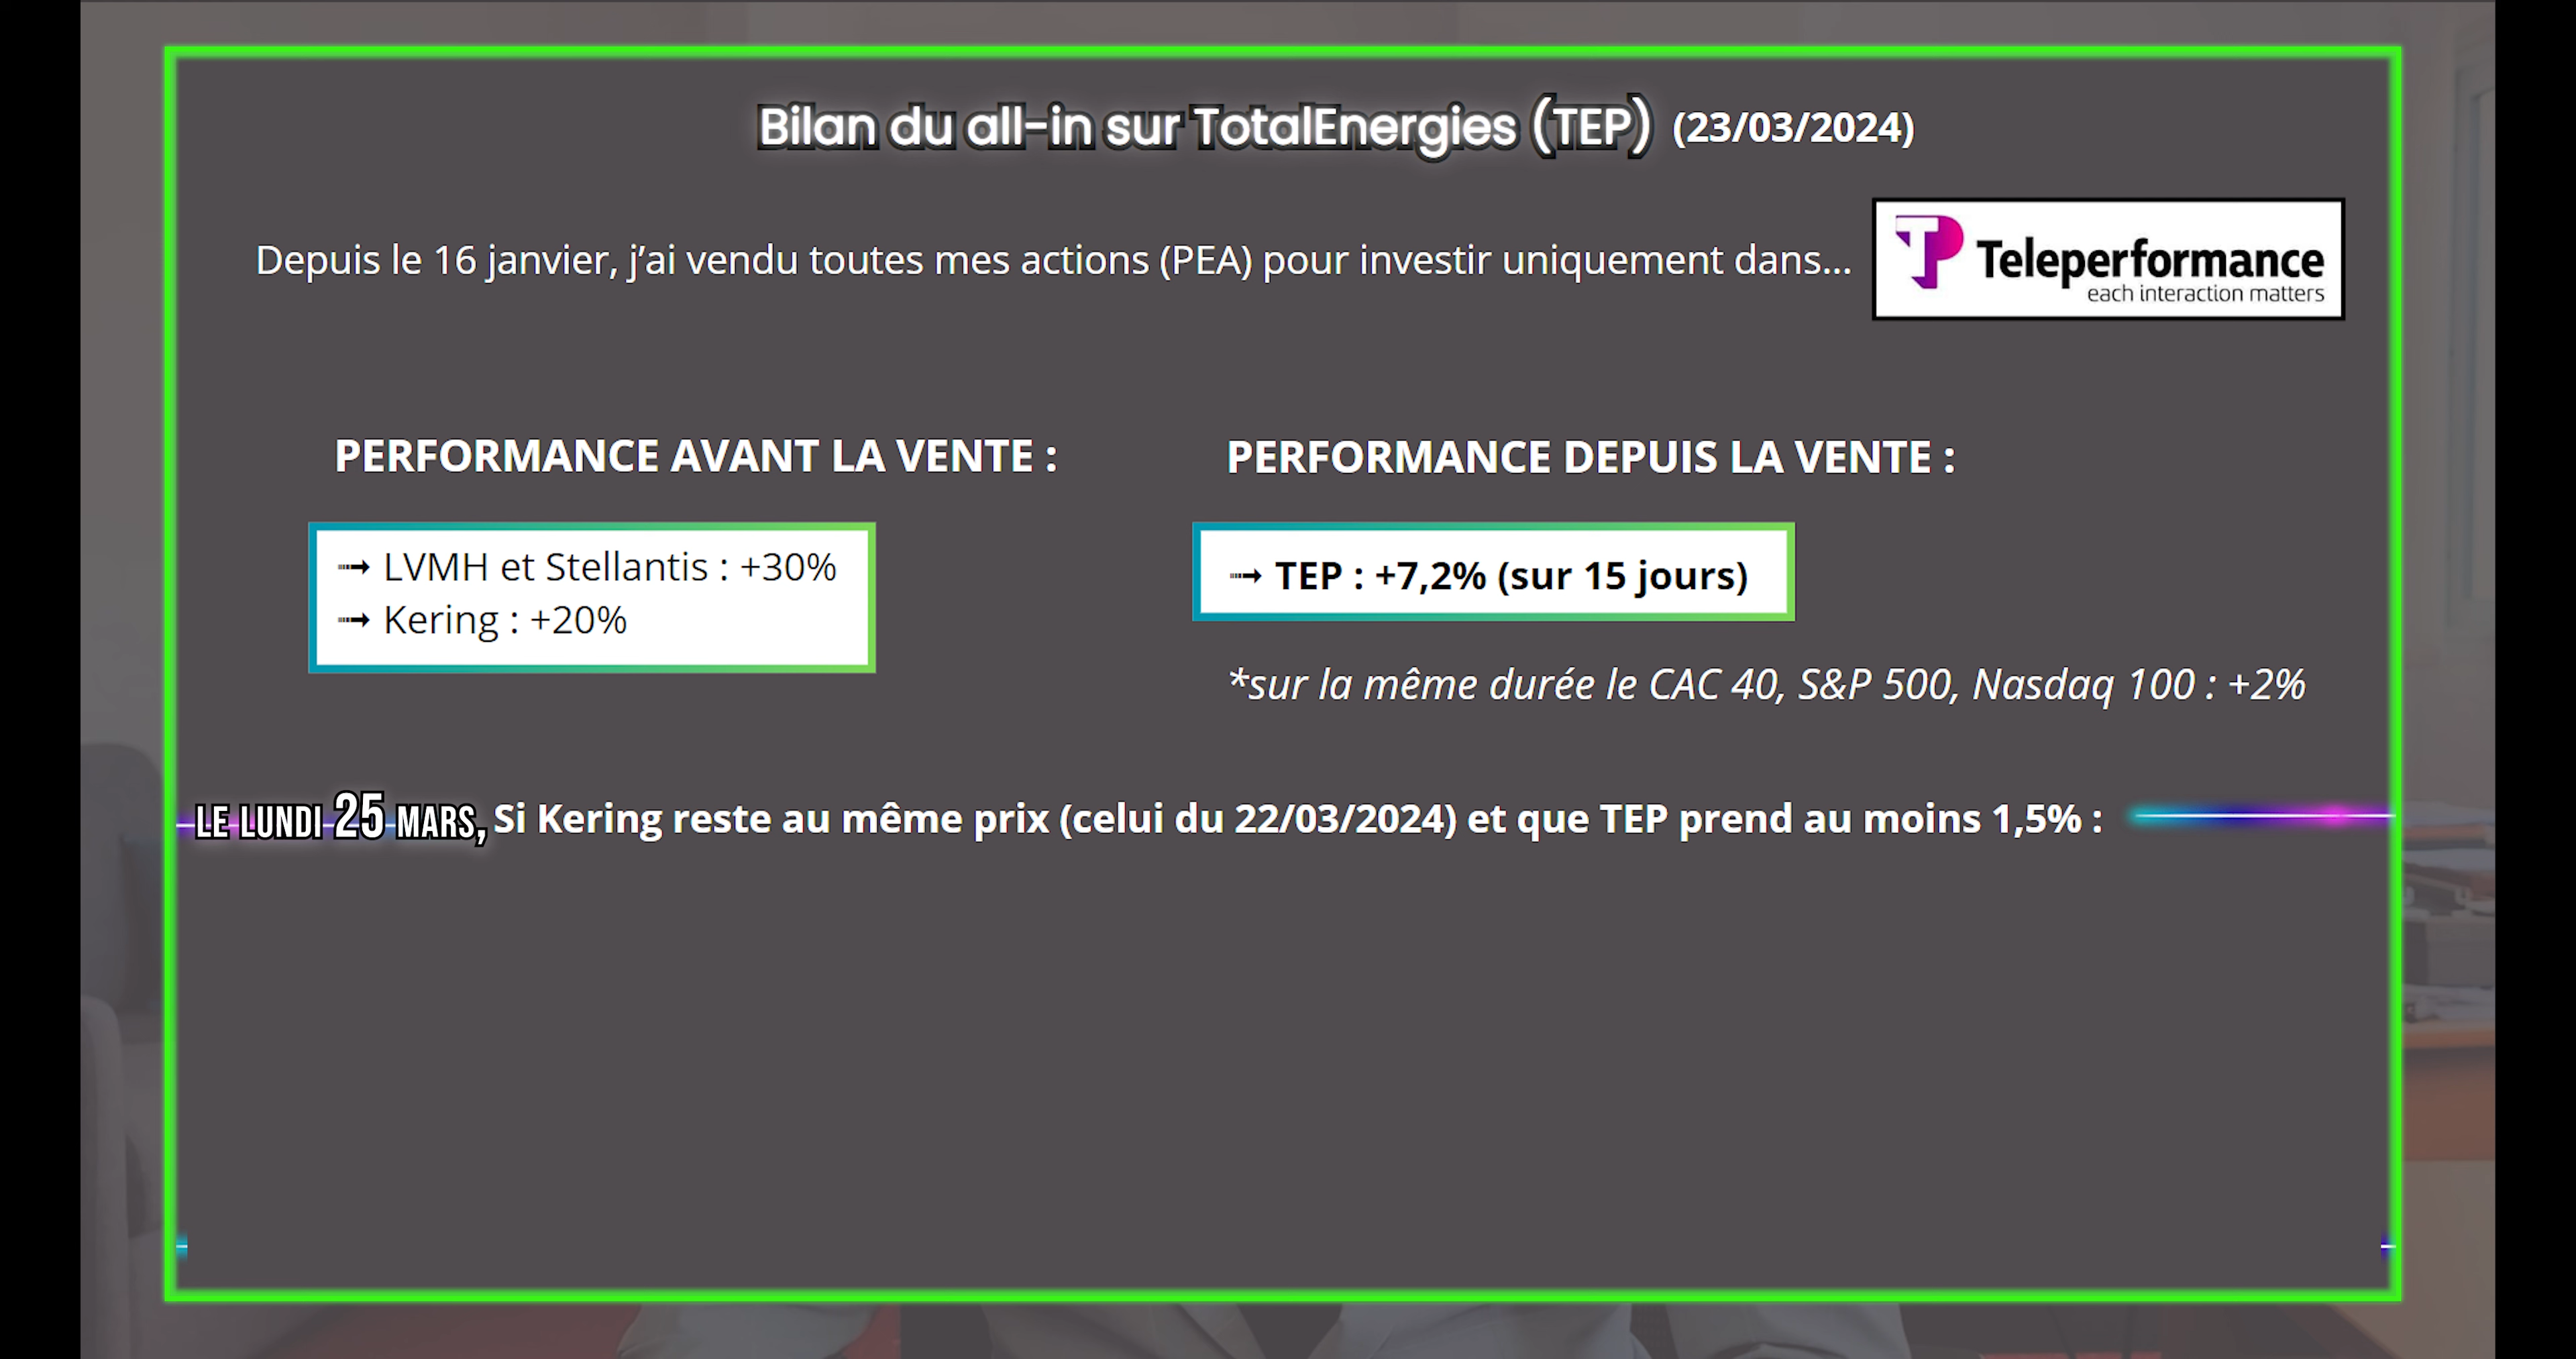 Bilan du all-in sur TotalEnergies (TEP) (23/03/2024)
Depuis le 16 janvier, j'ai vendu toutes mes actions (PEA) pour investir uniquement dans...
Teleperformance
each interaction matters
PERFORMANCE AVANT LA VENTE :
➟ LVMH et Stellantis : +30%
➟ Kering : +20%
PERFORMANCE DEPUIS LA VENTE :
➟ TEP : +7,2% (sur 15 jours)
*sur la même durée le CAC 40, S&P 500, Nasdaq 100 : +2%
LE LUNDI 25 MARS, Si Kering reste au même prix (celui du 22/03/2024) et que TEP prend au moins 1,5% :